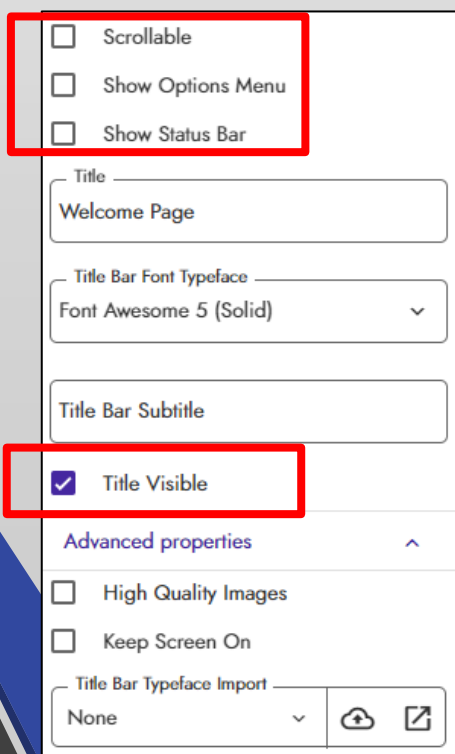 Scrollable
Show Options Menu
Show Status Bar
Title
Welcome Page
Title Bar Font Typeface
Font Awesome 5 (Solid)
Title Bar Subtitle
Title Visible
Advanced properties
High Quality Images
Keep Screen On
Title Bar Typeface Import
None